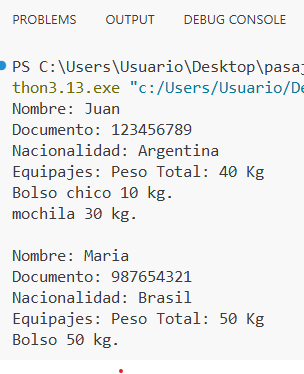 PROBLEMS OUTPUT DEBUG CONSOLE
PS C:\Users\Usuario\Desktop\pasaj
thon3.13.exe "c:/Users/Usuario/De
Nombre: Juan
Documento: 123456789
Nacionalidad: Argentina
Equipajes: Peso Total: 40 Kg
Bolso chico 10 kg.
mochila 30 kg.
Nombre: Maria
Documento: 987654321
Nacionalidad: Brasil
Equipajes: Peso Total: 50 Kg
Bolso 50 kg.